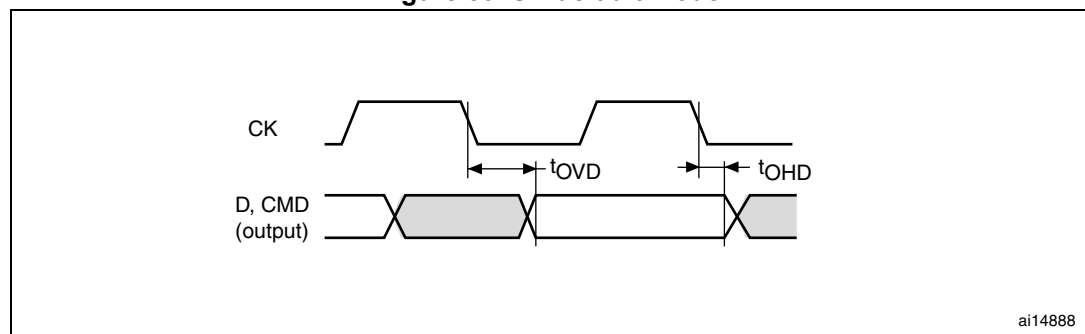 CK
tOVD
tOHD
D, CMD
(output)
ai14888